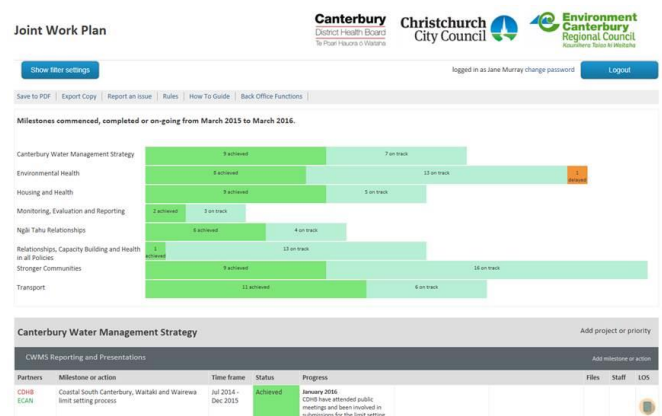 Joint Work Plan
Canterbury
District Health Board
Te Poari Hauora ō Waitaha
Christchurch
City Council
Environment
Canterbury
Regional Council
Kaunihera Taiao ki Waitaha
Show filter settings
logged in as Jane Murray change password
Logout
Save to PDF | Export Copy | Report an issue | Rules | How To Guide | Back Office Functions |
Milestones commenced, completed or on-going from March 2015 to March 2016.
Canterbury Water Management Strategy 9 achieved 7 on track
Environmental Health 8 achieved 13 on track 1
delayed
Housing and Health 9 achieved 5 on track
Monitoring, Evaluation and Reporting 2 achieved 3 on track
Ngāi Tahu Relationships 6 achieved 4 on track
Relationships, Capacity Building and Health 1 13 on track
in all Policies achieved
Stronger Communities 9 achieved 16 on track
Transport 11 achieved 6 on track
Canterbury Water Management Strategy Add project or priority
CWMS Reporting and Presentations Add milestone or action
Partners Milestone or action Time frame Status Progress Files Staff LOS
CDHB Coastal South Canterbury, Waitaki and Wairewa Jul 2014 - Achieved January 2016
ECAN limit setting process Dec 2015 CDHB have attended public
meetings and been involved in
submissions for the limit setting